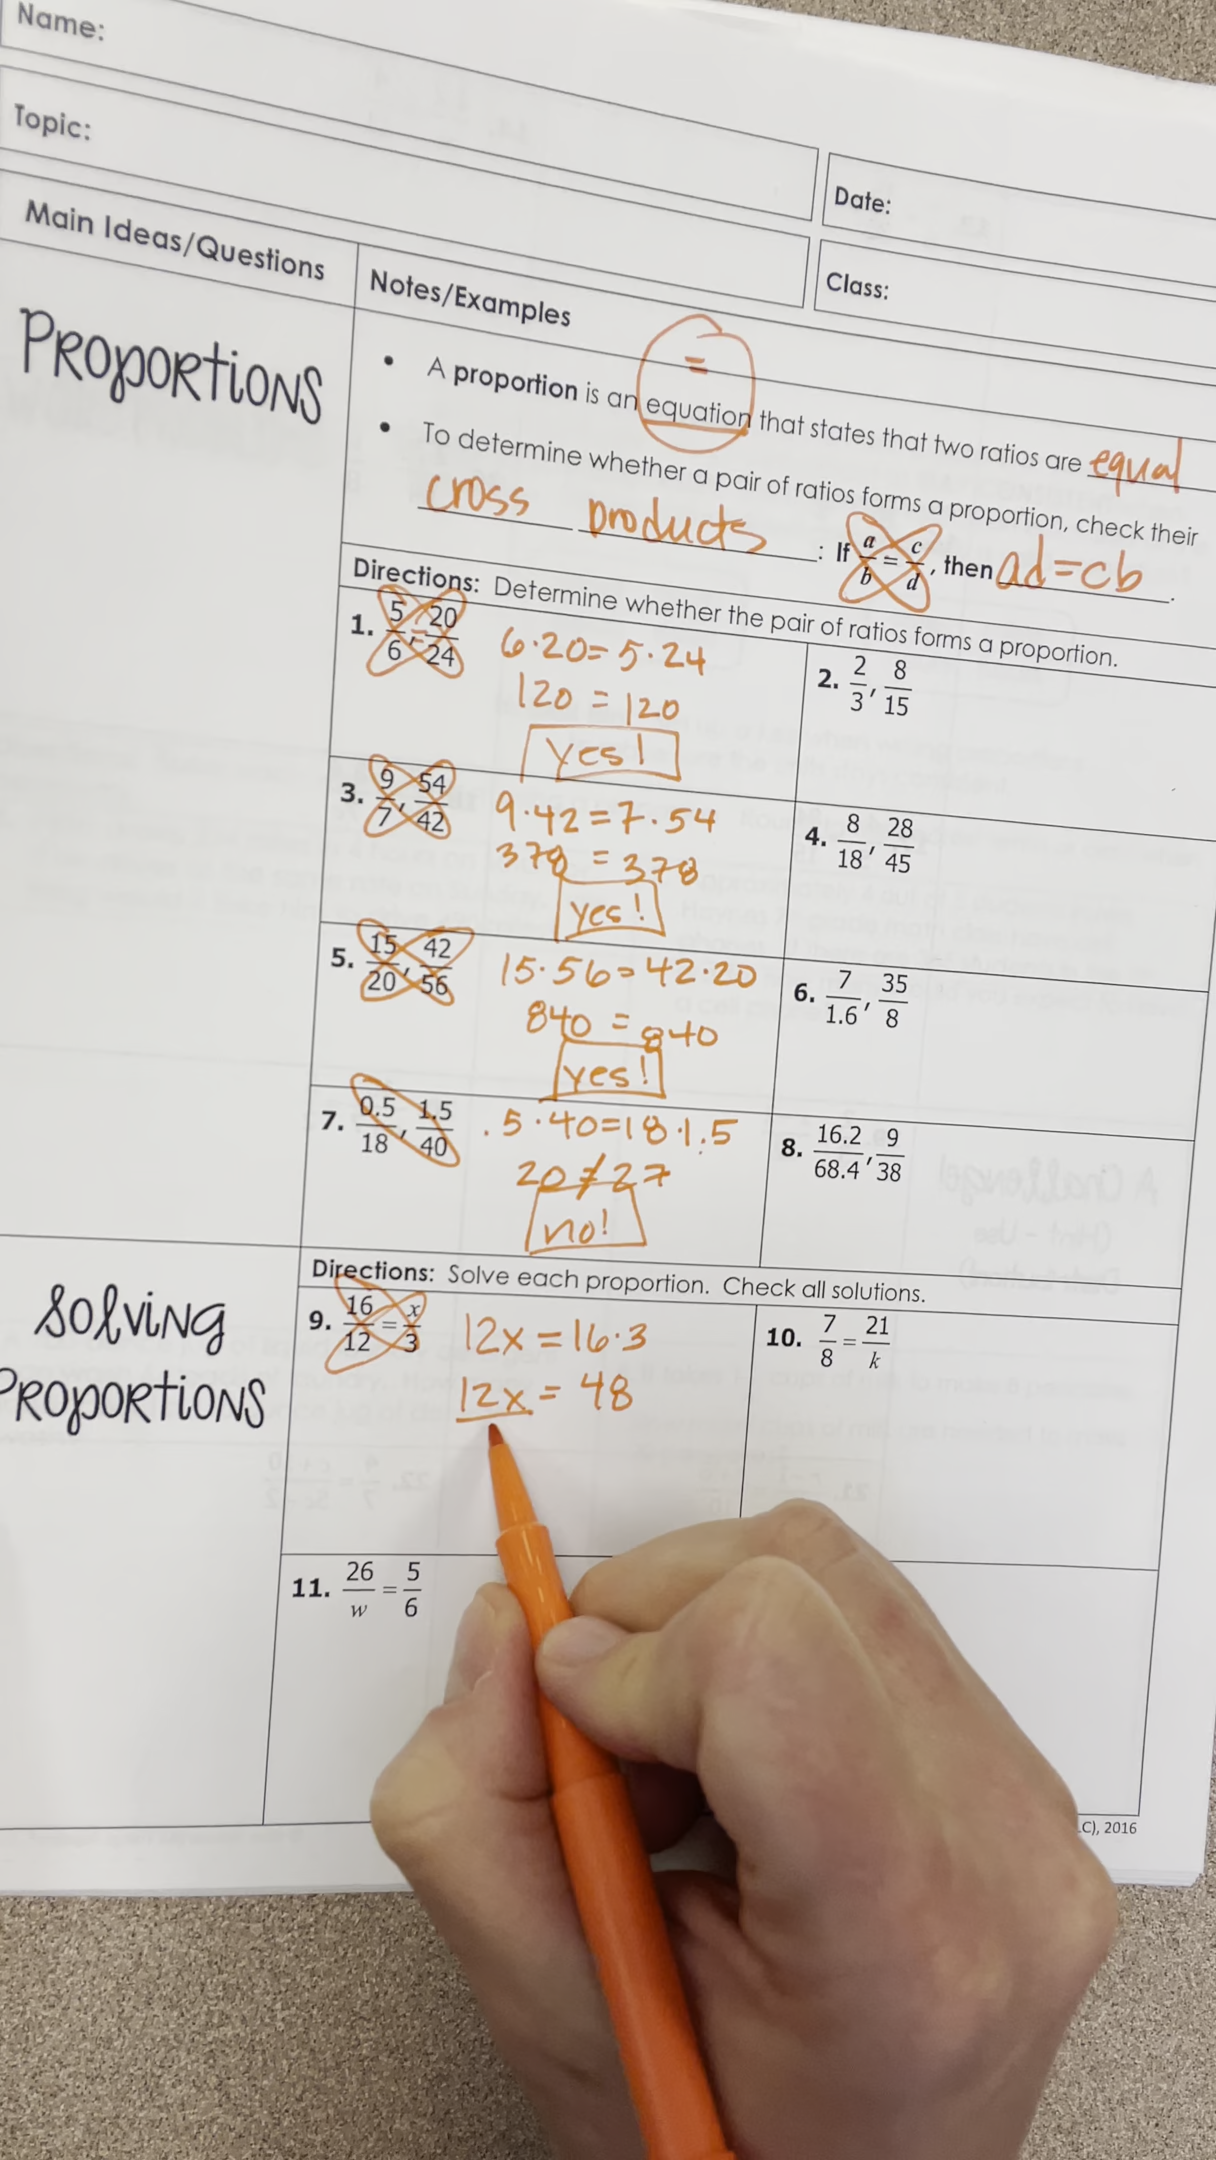 Name:
Topic:
Date:
Class:
Main Ideas/Questions
Notes/Examples
PROPORTIONS
=
• A proportion is an equation that states that two ratios are equal
• To determine whether a pair of ratios forms a proportion, check their
cross products : If a/b = c/d, then ad=cb.
Directions: Determine whether the pair of ratios forms a proportion.
1. 5/6, = 20/24
6·20=5·24
120 = 120
yes!
2. 2/3, 8/15
3. 9/7, 54/42
9·42=7·54
378 = 378
yes!
4. 8/18, 28/45
5. 15/20, 42/56
15·56=42·20
840 = 840
yes!
6. 7/1.6, 35/8
7. 0.5/18, 1.5/40
.5·40=18·1.5
20≠27
no!
8. 16.2/68.4, 9/38
SOLVING
PROPORTIONS
Directions: Solve each proportion. Check all solutions.
9. 16/12 = x/3
12x=16·3
12x = 48
10. 7/8 = 21/k
11. 26/w = 5/6
C), 2016